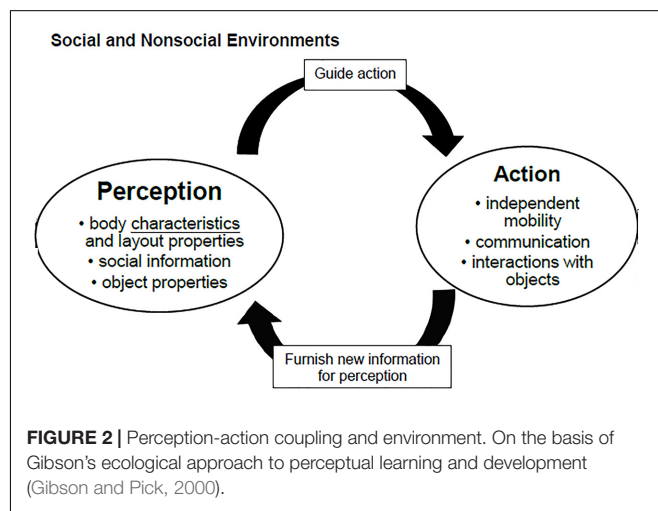 Social and Nonsocial Environments
Guide action
Perception
• body characteristics
and layout properties
• social information
• object properties
Action
• independent
mobility
• communication
• interactions with
objects
Furnish new information
for perception
FIGURE 2 | Perception-action coupling and environment. On the basis of
Gibson's ecological approach to perceptual learning and development
(Gibson and Pick, 2000).